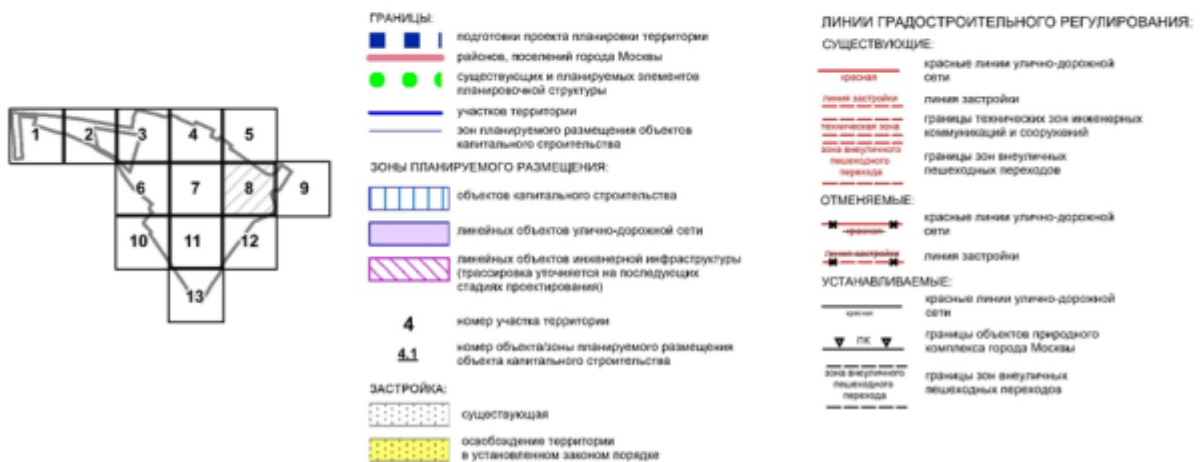 1
2
3
4
5
6
7
8
9
10
11
12
13
ГРАНИЦЫ:
подготовки проекта планировки территории
районов, поселений города Москвы
существующих и планируемых элементов
планировочной структуры
участков территории
зон планируемого размещения объектов
капитального строительства
ЗОНЫ ПЛАНИРУЕМОГО РАЗМЕЩЕНИЯ:
объектов капитального строительства
линейных объектов улично-дорожной сети
линейных объектов инженерной инфраструктуры
(трассировка уточняется на последующих
стадиях проектирования)
4
номер участка территории
4.1
номер объекта/зоны планируемого размещения
объекта капитального строительства
ЗАСТРОЙКА:
существующая
освобождение территории
в установленном законом порядке
ЛИНИИ ГРАДОСТРОИТЕЛЬНОГО РЕГУЛИРОВАНИЯ:
СУЩЕСТВУЮЩИЕ:
красная
красные линии улично-дорожной
сети
линия застройки
линия застройки
техническая зона
границы технических зон инженерных
коммуникаций и сооружений
зона внеуличного
пешеходного
перехода
границы зон внеуличных
пешеходных переходов
ОТМЕНЯЕМЫЕ:
красная
красные линии улично-дорожной
сети
линия застройки
линия застройки
УСТАНАВЛИВАЕМЫЕ:
красная
красные линии улично-дорожной
сети
ПК
границы объектов природного
комплекса города Москвы
зона внеуличного
пешеходного
перехода
границы зон внеуличных
пешеходных переходов